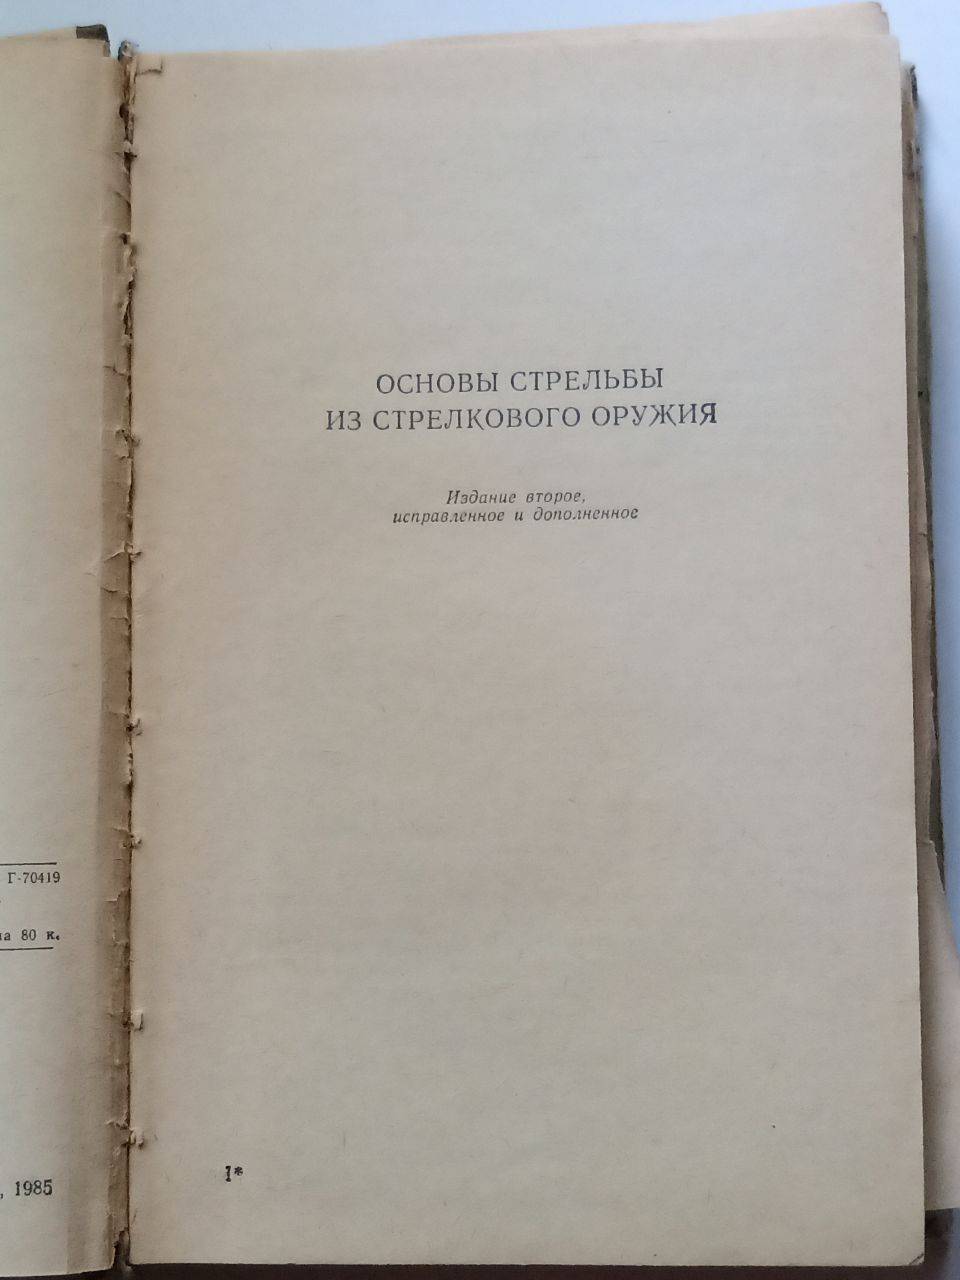 Г-70419
80 к.
, 1985
ОСНОВЫ СТРЕЛЬБЫ
ИЗ СТРЕЛКОВОГО ОРУЖИЯ
Издание второе,
исправленное и дополненное
1*